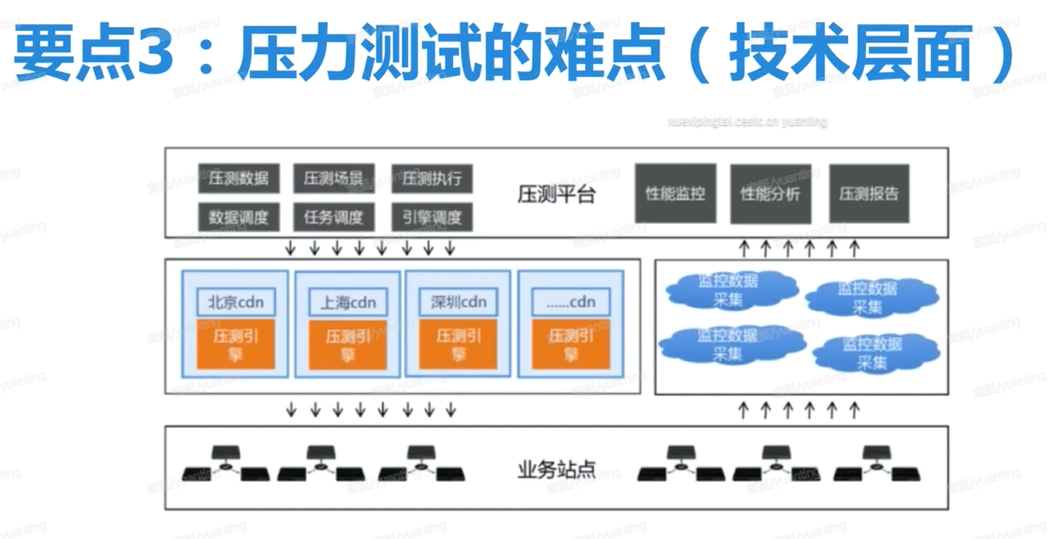 要点3：压力测试的难点（技术层面）
xuexipingtai.cestc.cn yuanting
压测数据 压测场景 压测执行
数据调度 任务调度 引擎调度
压测平台
性能监控 性能分析 压测报告
北京cdn 上海cdn 深圳cdn ……cdn
压测引
擎
压测引
擎
压测引
擎
压测引
擎
监控数据
采集
监控数据
采集
监控数据
采集
监控数据
采集
业务站点